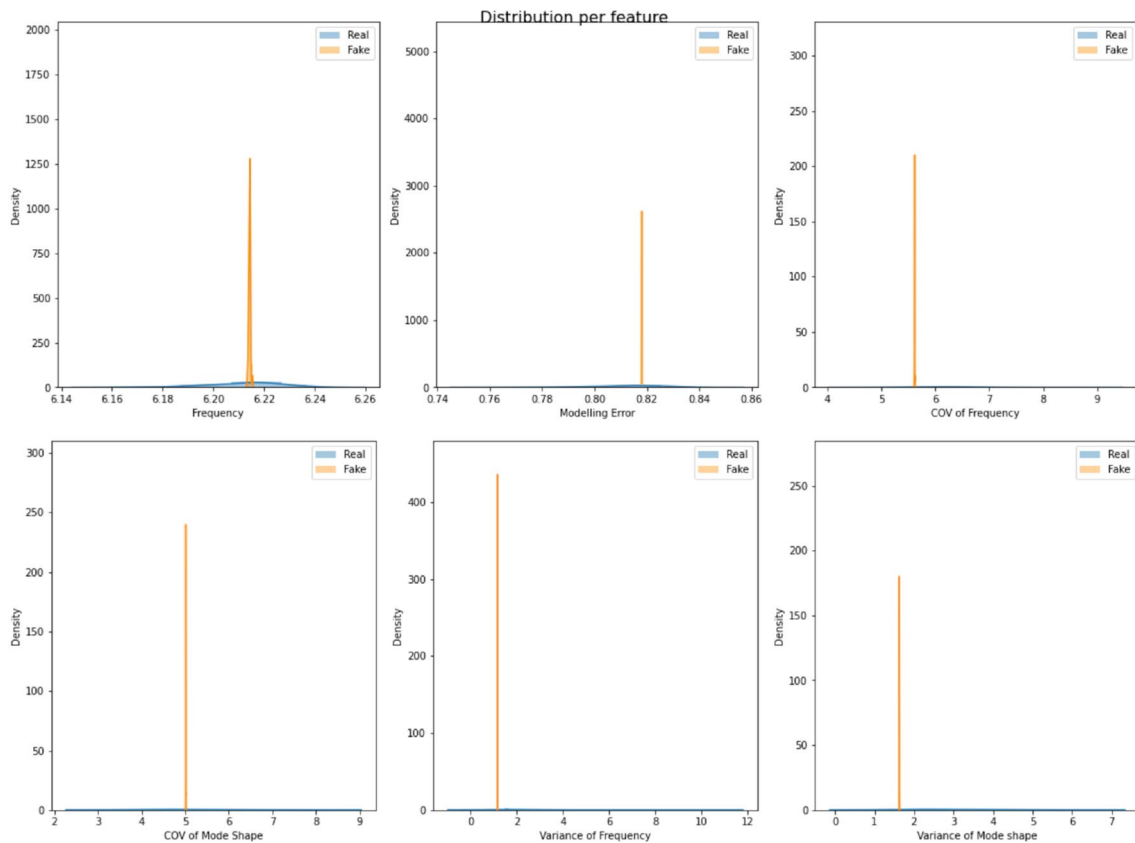 Distribution per feature
2000
1750
1500
1250
1000
750
500
250
0
Density
6.14 6.16 6.18 6.20 6.22 6.24 6.26
Frequency
Real
Fake
5000
4000
3000
2000
1000
0
Density
0.74 0.76 0.78 0.80 0.82 0.84 0.86
Modelling Error
Real
Fake
300
250
200
150
100
50
0
Density
4 5 6 7 8 9
COV of Frequency
Real
Fake
300
250
200
150
100
50
0
Density
2 3 4 5 6 7 8 9
COV of Mode Shape
Real
Fake
400
300
200
100
0
Density
0 2 4 6 8 10 12
Variance of Frequency
Real
Fake
250
200
150
100
50
0
Density
0 1 2 3 4 5 6 7
Variance of Mode shape
Real
Fake